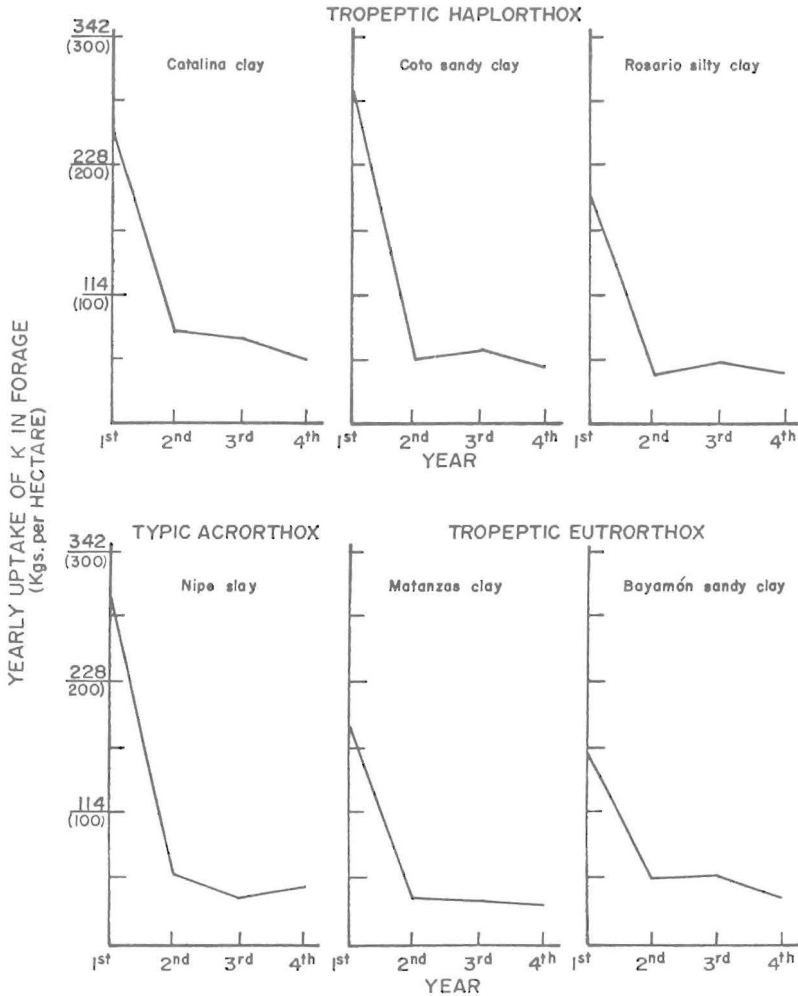 TROPEPTIC HAPLORTHOX
Catalina clay
Coto sandy clay
Rosario silty clay
342
(300)
228
(200)
114
(100)
1st 2nd 3rd 4th
1st 2nd 3rd 4th
1st 2nd 3rd 4th
YEAR
YEARLY UPTAKE OF K IN FORAGE
(Kgs. per HECTARE)
TYPIC ACRORTHOX
TROPEPTIC EUTRORTHOX
Nipe slay
Matanzas clay
Bayamón sandy clay
342
(300)
228
200)
114
(100)
1st 2nd 3rd 4th
1st 2nd 3rd 4th
1st 2nd 3rd 4th
YEAR